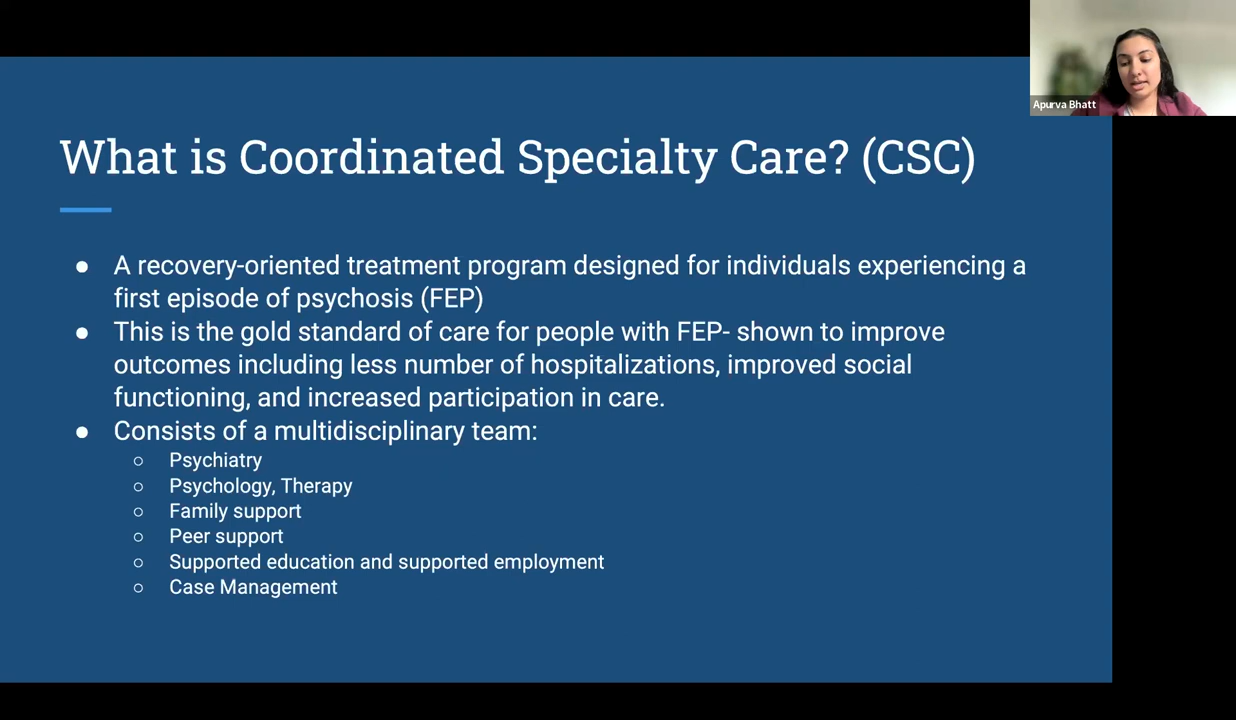 Apurva Bhatt
What is Coordinated Specialty Care? (CSC)
● A recovery-oriented treatment program designed for individuals experiencing a
first episode of psychosis (FEP)
● This is the gold standard of care for people with FEP- shown to improve
outcomes including less number of hospitalizations, improved social
functioning, and increased participation in care.
● Consists of a multidisciplinary team:
○ Psychiatry
○ Psychology, Therapy
○ Family support
○ Peer support
○ Supported education and supported employment
○ Case Management